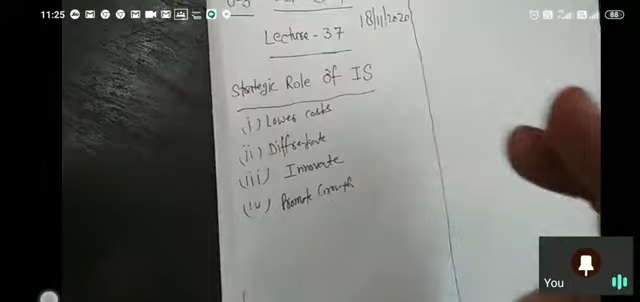 11:25
88
U-5
18/11/2020
Lecture - 37
Strategic Role of IS
(i) Lower costs
(ii) Differentiate
(iii) Innovate
(iv) Promote Growth
You